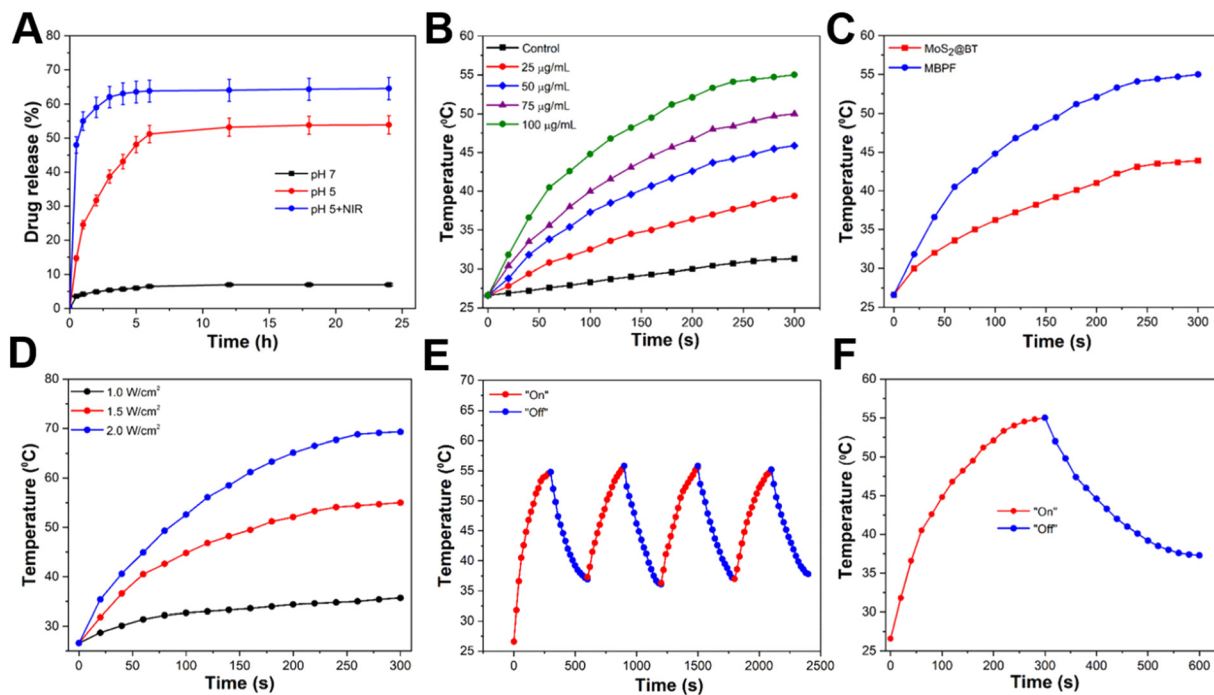 A
Drug release (%)
80
70
60
50
40
30
20
10
0
pH 7
pH 5
pH 5+NIR
0
5
10
15
20
25
Time (h)
B
Temperature (⁰C)
60
55
50
45
40
35
30
25
Control
25 µg/mL
50 µg/mL
75 µg/mL
100 µg/mL
0
50
100
150
200
250
300
Time (s)
C
Temperature (⁰C)
60
55
50
45
40
35
30
25
MoS₂@BT
MBPF
0
50
100
150
200
250
300
Time (s)
D
Temperature (⁰C)
80
70
60
50
40
30
1.0 W/cm²
1.5 W/cm²
2.0 W/cm²
0
50
100
150
200
250
300
Time (s)
E
Temperature (⁰C)
70
65
60
55
50
45
40
35
30
25
"On"
"Off"
0
500
1000
1500
2000
2400
Time (s)
F
Temperature (⁰C)
60
55
50
45
40
35
30
25
"On"
"Off"
0
100
200
300
400
500
600
Time (s)